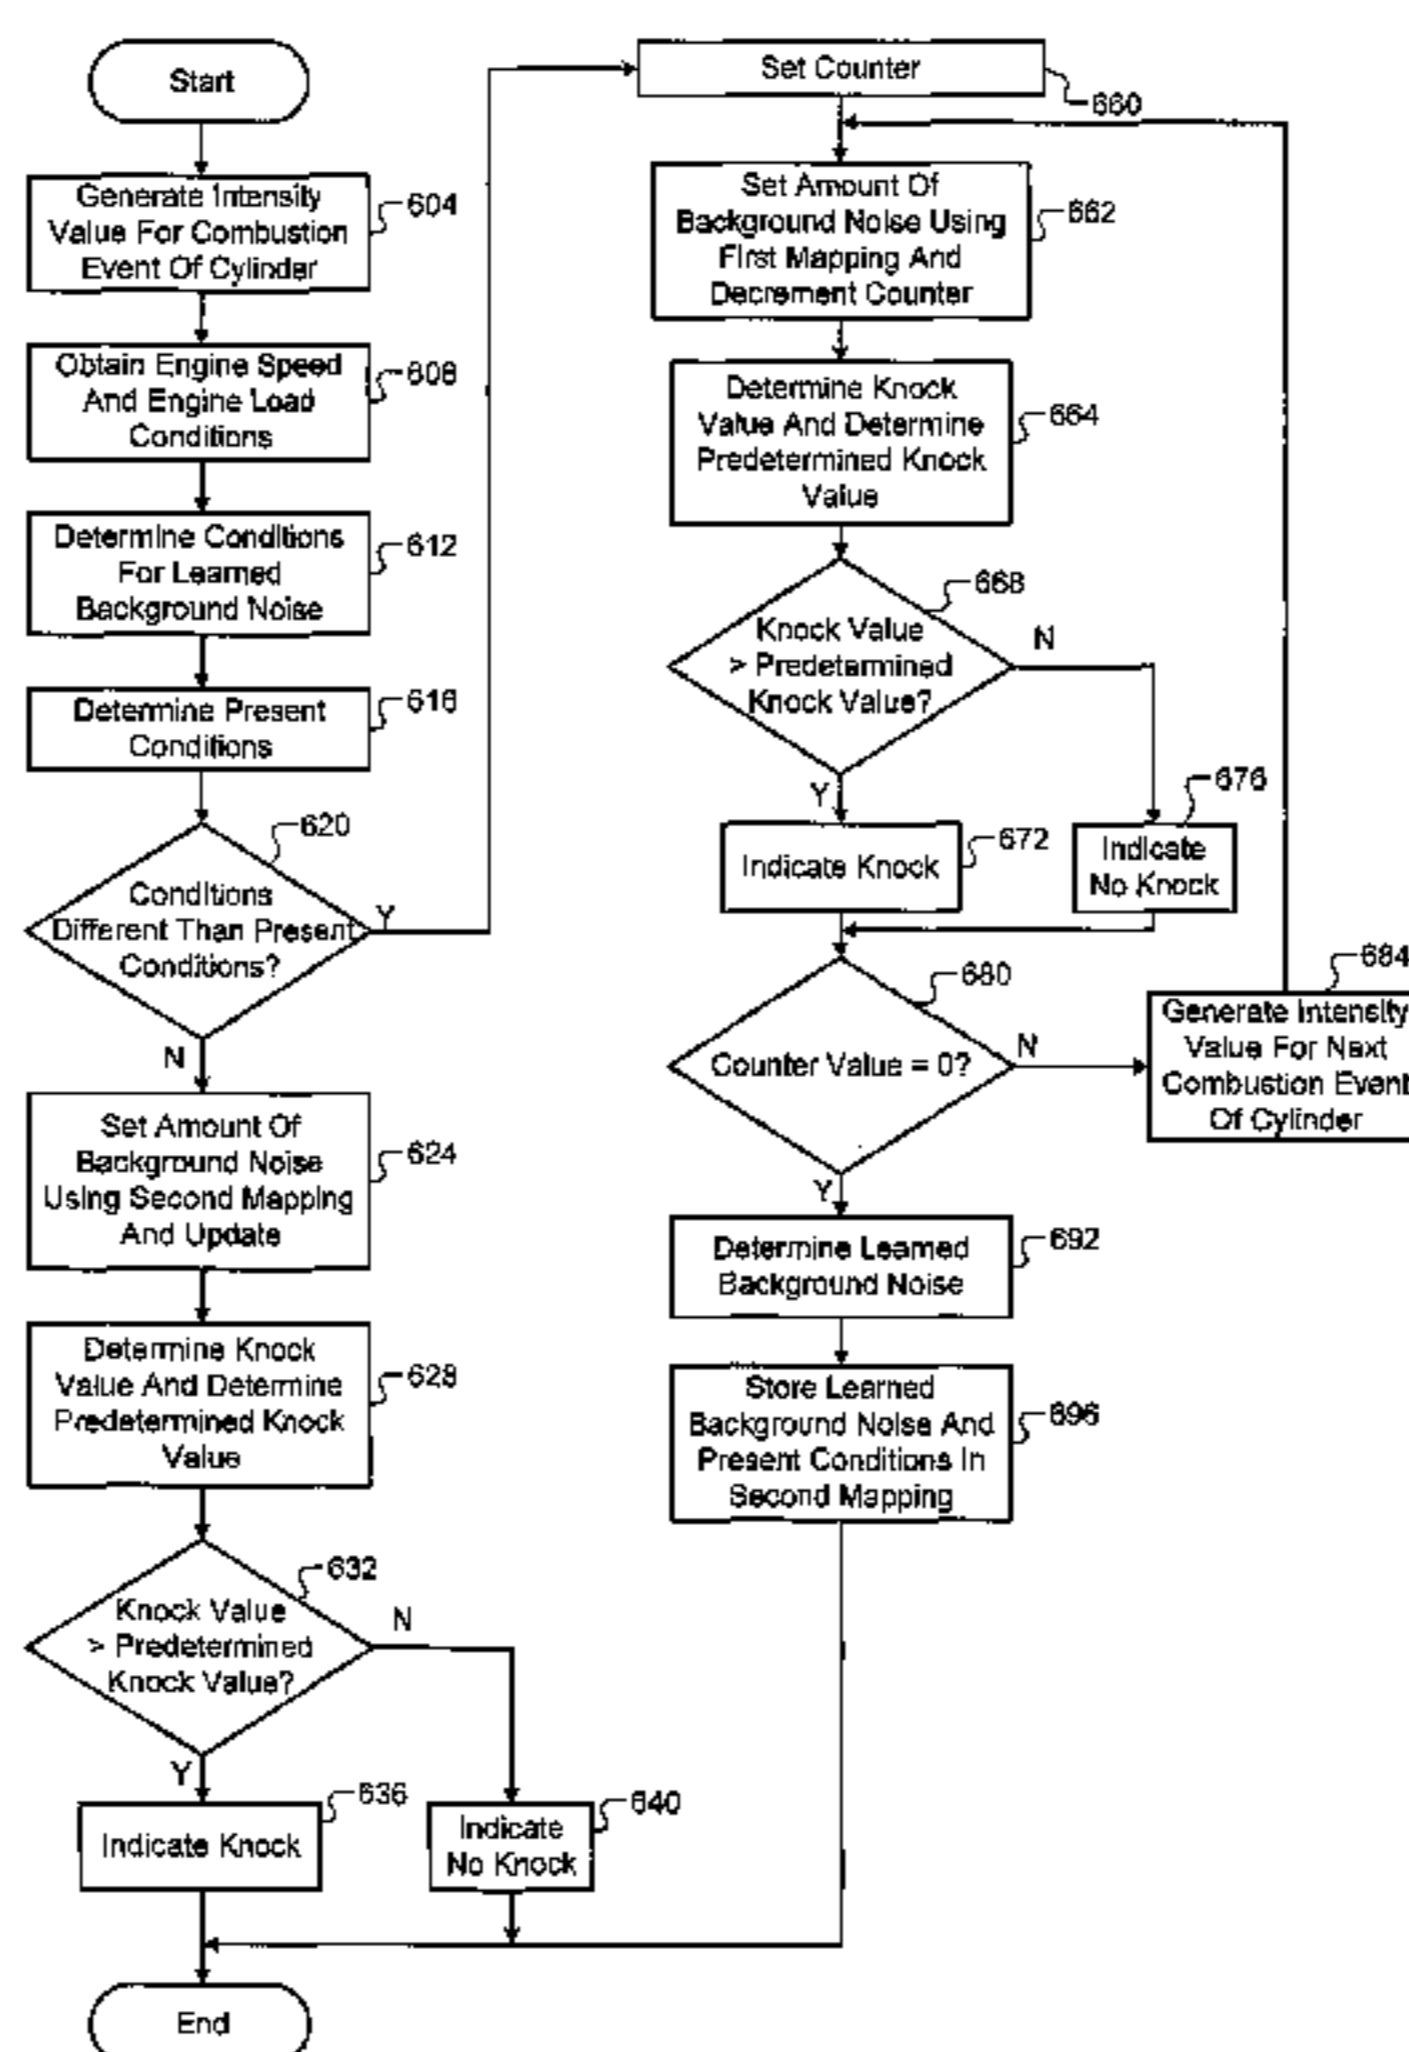 Start
Generate Intensity
Value For Combustion
Event Of Cylinder
604
Obtain Engine Speed
And Engine Load
Conditions
608
Determine Conditions
For Learned
Background Noise
612
Determine Present
Conditions
616
620
Conditions
Different Than Present
Conditions?
Y
N
Set Amount Of
Background Noise
Using Second Mapping
And Update
624
Determine Knock
Value And Determine
Predetermined Knock
Value
628
632
Knock Value
> Predetermined
Knock Value?
N
Y
636
Indicate Knock
640
Indicate
No Knock
End
Set Counter
660
Set Amount Of
Background Noise Using
First Mapping And
Decrement Counter
662
Determine Knock
Value And Determine
Predetermined Knock
Value
664
668
Knock Value
> Predetermined
Knock Value?
N
Y
Indicate Knock
672
676
Indicate
No Knock
680
Counter Value = 0?
N
Y
684
Generate Intensity
Value For Next
Combustion Event
Of Cylinder
Determine Learned
Background Noise
692
Store Learned
Background Noise And
Present Conditions In
Second Mapping
696